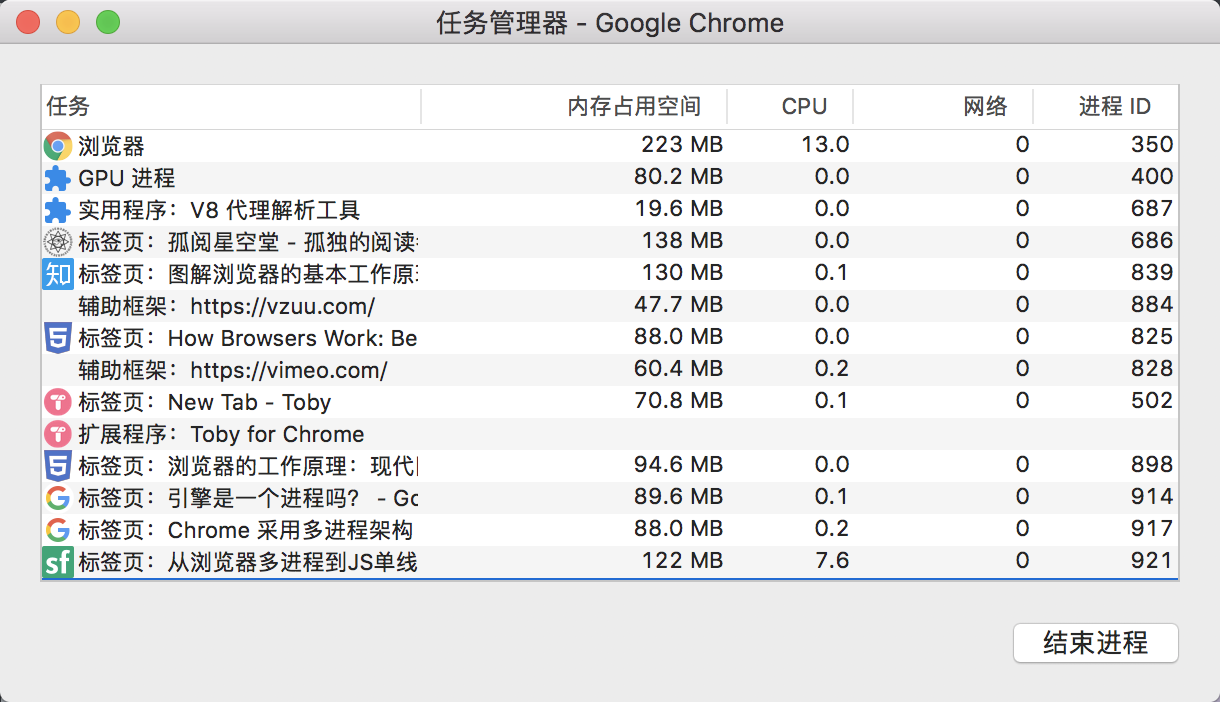 任务管理器 - Google Chrome
任务 内存占用空间 CPU 网络 进程 ID
浏览器 223 MB 13.0 0 350
GPU 进程 80.2 MB 0.0 0 400
实用程序：V8 代理解析工具 19.6 MB 0.0 0 687
标签页：孤阅星空堂 - 孤独的阅读 138 MB 0.0 0 686
知 标签页：图解浏览器的基本工作原 130 MB 0.1 0 839
辅助框架：https://vzuu.com/ 47.7 MB 0.0 0 884
标签页：How Browsers Work: Be 88.0 MB 0.0 0 825
辅助框架：https://vimeo.com/ 60.4 MB 0.2 0 828
标签页：New Tab - Toby 70.8 MB 0.1 0 502
扩展程序：Toby for Chrome
标签页：浏览器的工作原理：现代 94.6 MB 0.0 0 898
标签页：引擎是一个进程吗？ - Go 89.6 MB 0.1 0 914
标签页：Chrome 采用多进程架构 88.0 MB 0.2 0 917
sf 标签页：从浏览器多进程到JS单线 122 MB 7.6 0 921
结束进程